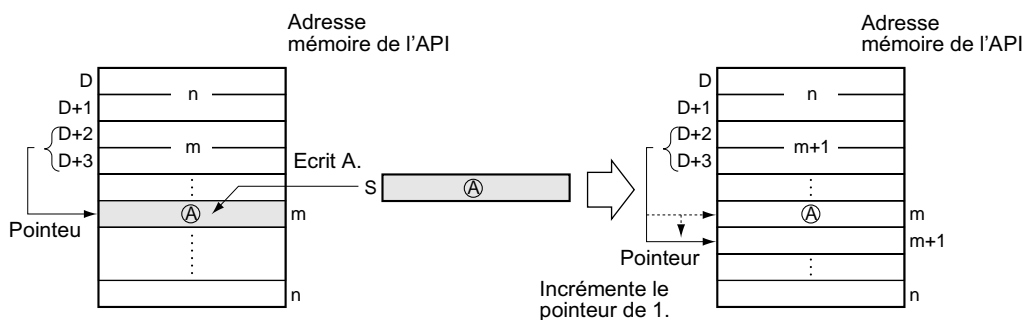 Adresse
mémoire de l'API
D
n
D+1
D+2
m
D+3
Ecrit A.
S
A
A
m
Pointeu
n
Adresse
mémoire de l'API
D
n
D+1
D+2
m+1
D+3
A
m
m+1
Pointeur
Incrémente le
pointeur de 1.
n